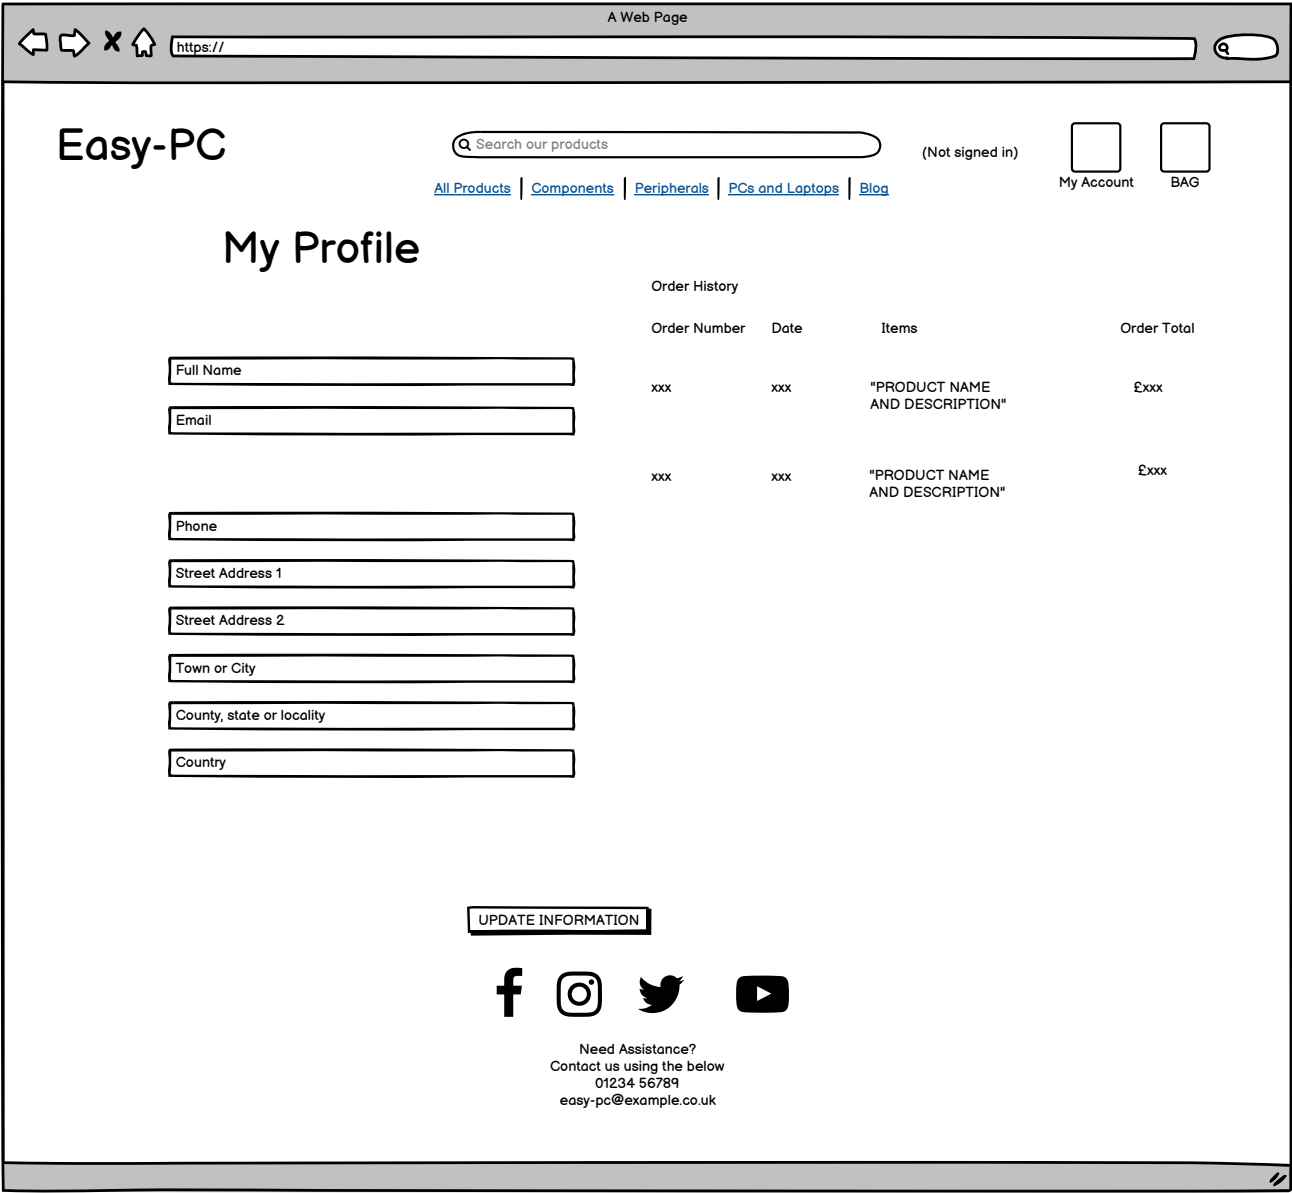 A Web Page
https://
Easy-PC
Search our products
(Not signed in)
My Account
BAG
All Products | Components | Peripherals | PCs and Laptops | Blog
My Profile
Order History
Order Number Date Items Order Total
Full Name
Email
xxx xxx "PRODUCT NAME £xxx
AND DESCRIPTION"
xxx xxx "PRODUCT NAME £xxx
AND DESCRIPTION"
Phone
Street Address 1
Street Address 2
Town or City
County, state or locality
Country
UPDATE INFORMATION
Need Assistance?
Contact us using the below
01234 56789
easy-pc@example.co.uk